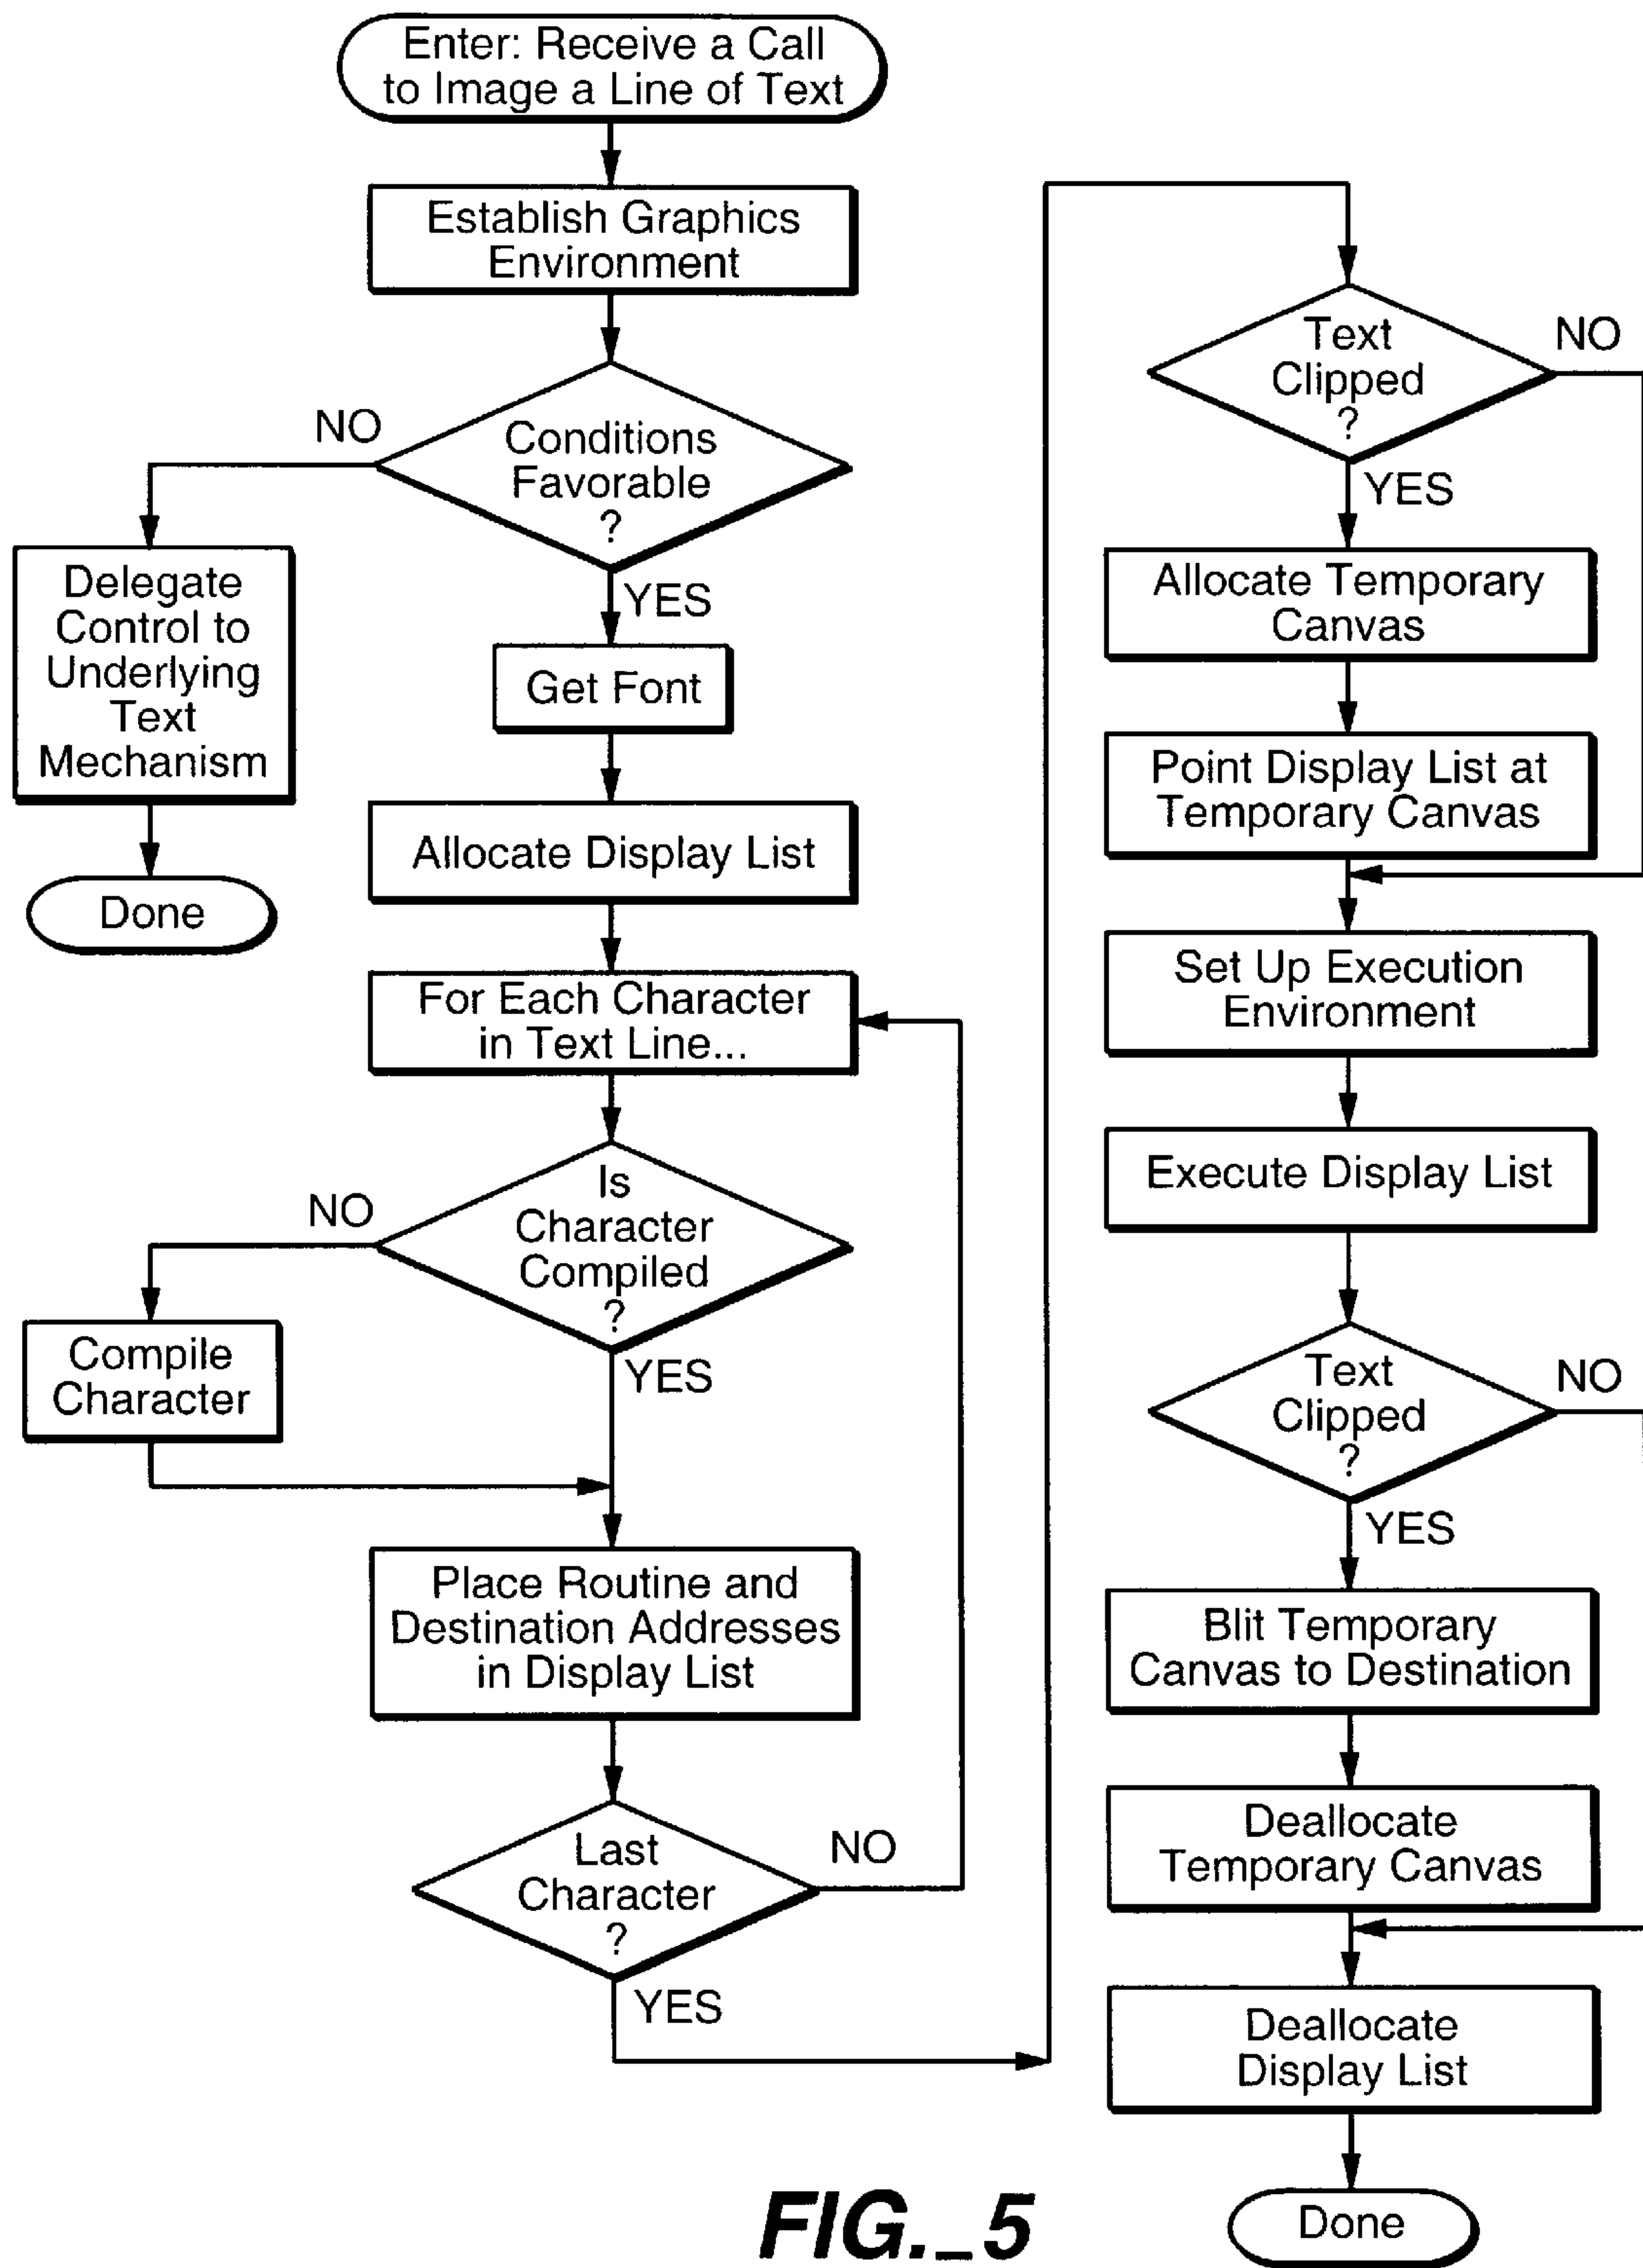 Enter: Receive a Call
to Image a Line of Text
Establish Graphics
Environment
Conditions
Favorable
?
NO
YES
Delegate
Control to
Underlying
Text
Mechanism
Done
Get Font
Allocate Display List
For Each Character
in Text Line...
Is
Character
Compiled
?
NO
YES
Compile
Character
Place Routine and
Destination Addresses
in Display List
Last
Character
?
NO
YES
Text
Clipped
?
NO
YES
Allocate Temporary
Canvas
Point Display List at
Temporary Canvas
Set Up Execution
Environment
Execute Display List
Text
Clipped
?
NO
YES
Blit Temporary
Canvas to Destination
Deallocate
Temporary Canvas
Deallocate
Display List
Done
FIG._5